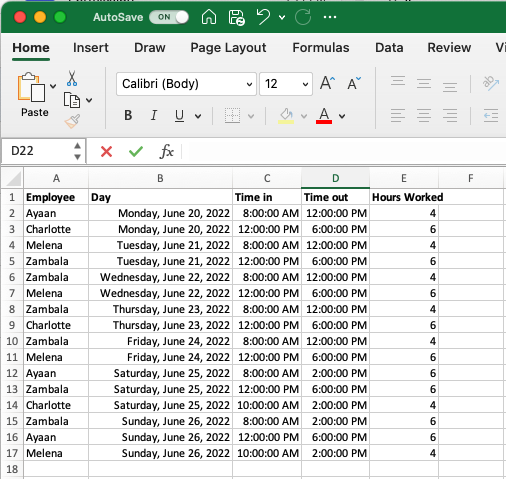 AutoSave ON ...
Home Insert Draw Page Layout Formulas Data Review Vi
Paste Calibri (Body) 12 A A
B I U A
D22 fx
A B C D E F
1 Employee Day Time in Time out Hours Worked
2 Ayaan Monday, June 20, 2022 8:00:00 AM 12:00:00 PM 4
3 Charlotte Monday, June 20, 2022 12:00:00 PM 6:00:00 PM 6
4 Melena Tuesday, June 21, 2022 8:00:00 AM 12:00:00 PM 4
5 Zambala Tuesday, June 21, 2022 12:00:00 PM 6:00:00 PM 6
6 Zambala Wednesday, June 22, 2022 8:00:00 AM 12:00:00 PM 4
7 Melena Wednesday, June 22, 2022 12:00:00 PM 6:00:00 PM 6
8 Zambala Thursday, June 23, 2022 8:00:00 AM 12:00:00 PM 4
9 Charlotte Thursday, June 23, 2022 12:00:00 PM 6:00:00 PM 6
10 Zambala Friday, June 24, 2022 8:00:00 AM 12:00:00 PM 4
11 Melena Friday, June 24, 2022 12:00:00 PM 6:00:00 PM 6
12 Ayaan Saturday, June 25, 2022 8:00:00 AM 2:00:00 PM 6
13 Zambala Saturday, June 25, 2022 12:00:00 PM 6:00:00 PM 6
14 Charlotte Saturday, June 25, 2022 10:00:00 AM 2:00:00 PM 4
15 Zambala Sunday, June 26, 2022 8:00:00 AM 2:00:00 PM 6
16 Ayaan Sunday, June 26, 2022 12:00:00 PM 6:00:00 PM 6
17 Melena Sunday, June 26, 2022 10:00:00 AM 2:00:00 PM 4
18